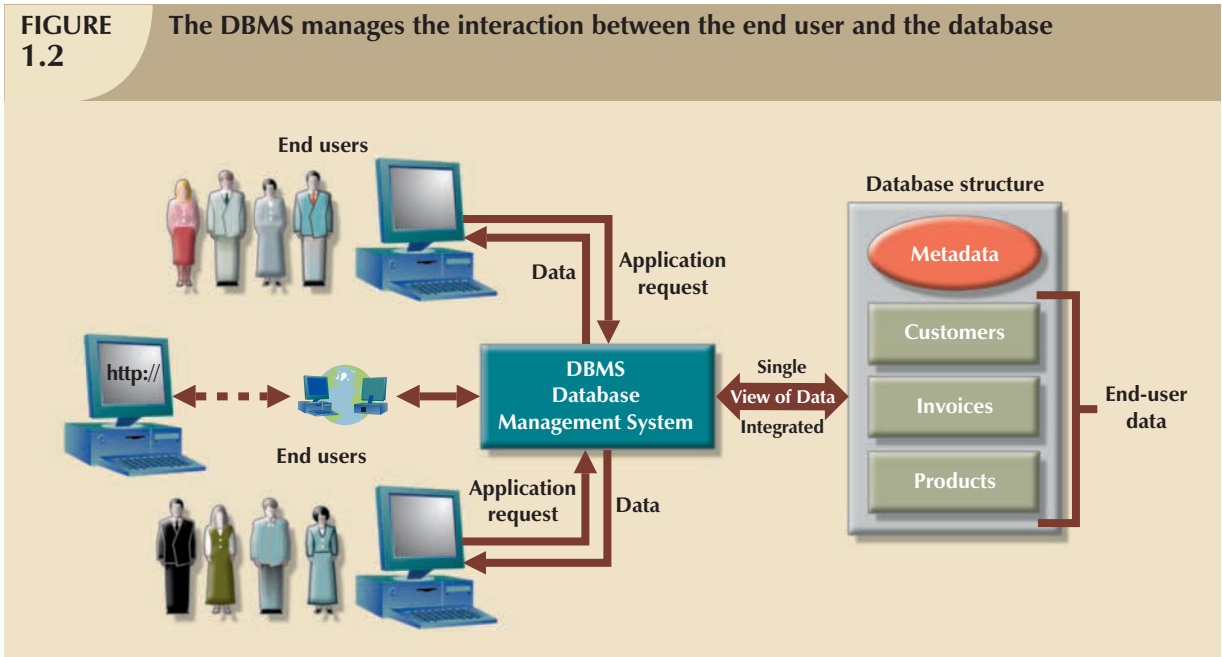 FIGURE
1.2
The DBMS manages the interaction between the end user and the database
End users
Data
Application
request
http://
DBMS
Database
Management System
Single
View of Data
Integrated
Database structure
Metadata
Customers
Invoices
Products
End-user
data
End users
Application
request
Data